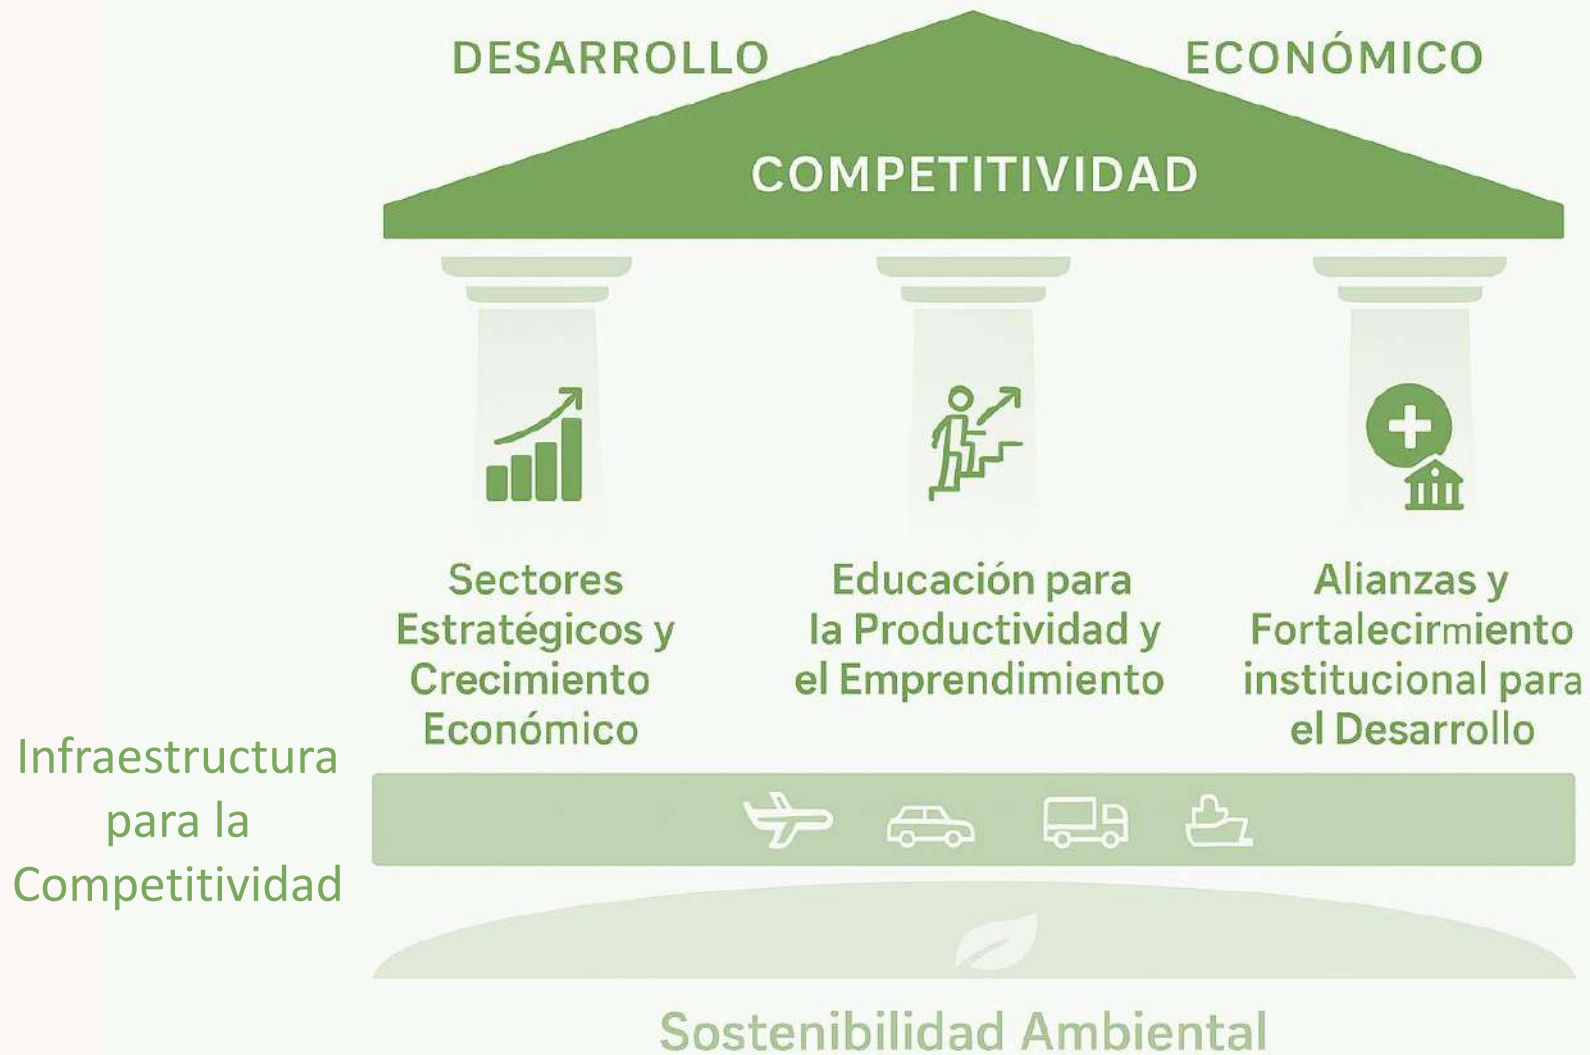 DESARROLLO
ECONÓMICO
COMPETITIVIDAD
Sectores
Estratégicos y
Crecimiento
Económico
Educación para
la Productividad y
el Emprendimiento
Alianzas y
Fortalecirmiento
institucional para
el Desarrollo
Infraestructura
para la
Competitividad
Sostenibilidad Ambiental